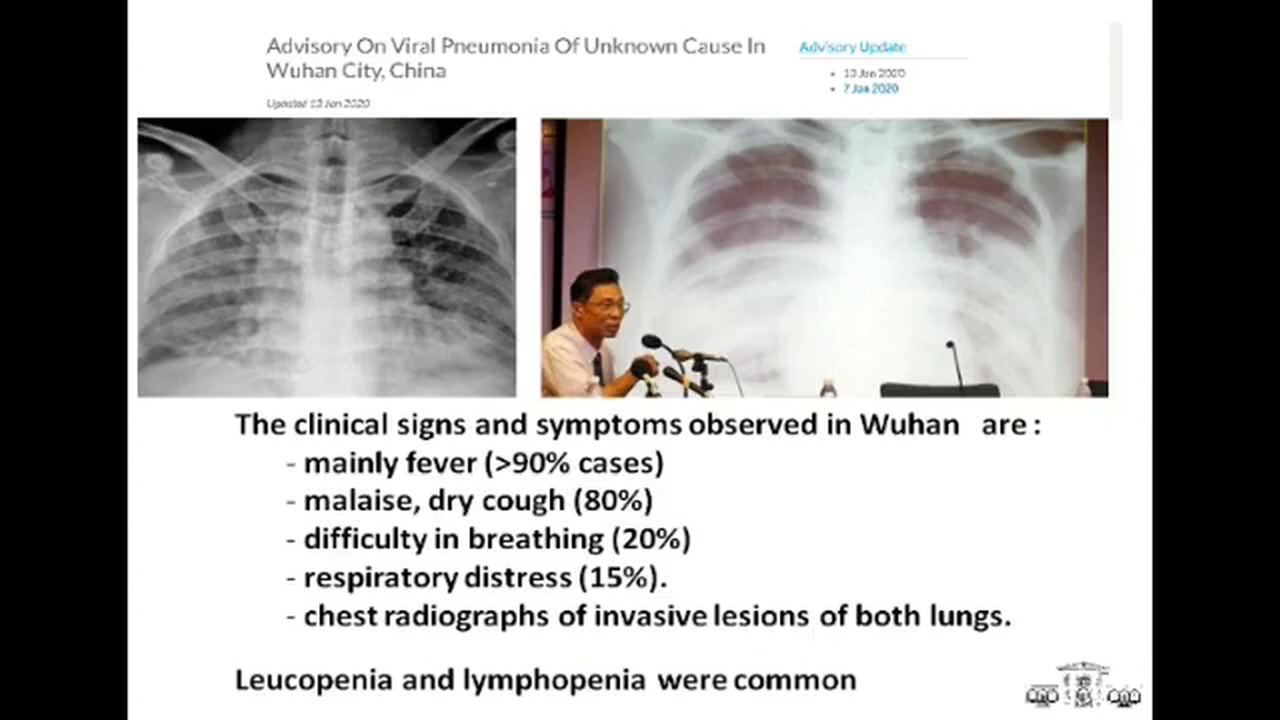 Advisory On Viral Pneumonia Of Unknown Cause In
Wuhan City, China
Updated 13 Jan 2020
Advisory Update
• 13 Jan 2020
• 7 Jan 2020
The clinical signs and symptoms observed in Wuhan are :
- mainly fever (>90% cases)
- malaise, dry cough (80%)
- difficulty in breathing (20%)
- respiratory distress (15%).
- chest radiographs of invasive lesions of both lungs.
Leucopenia and lymphopenia were common